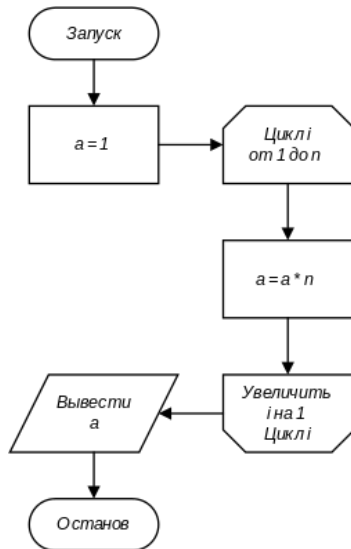 Запуск
a = 1
Цикл i
от 1 до n
a = a * n
Увеличить
i на 1
Цикл i
Вывести
a
Останов